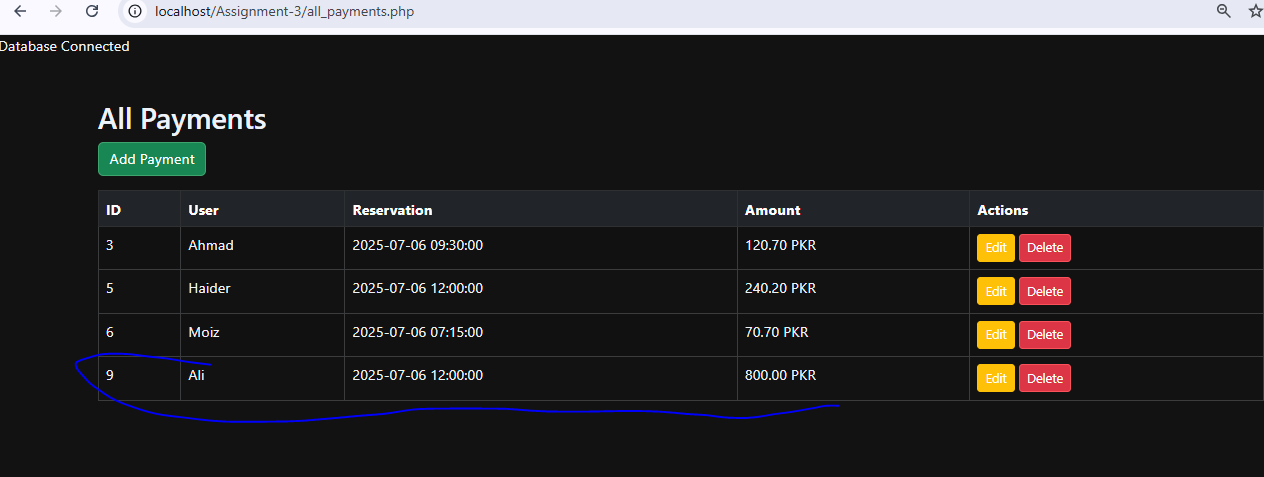 localhost/Assignment-3/all_payments.php
Database Connected
All Payments
Add Payment
ID User Reservation Amount Actions
3 Ahmad 2025-07-06 09:30:00 120.70 PKR Edit Delete
5 Haider 2025-07-06 12:00:00 240.20 PKR Edit Delete
6 Moiz 2025-07-06 07:15:00 70.70 PKR Edit Delete
9 Ali 2025-07-06 12:00:00 800.00 PKR Edit Delete